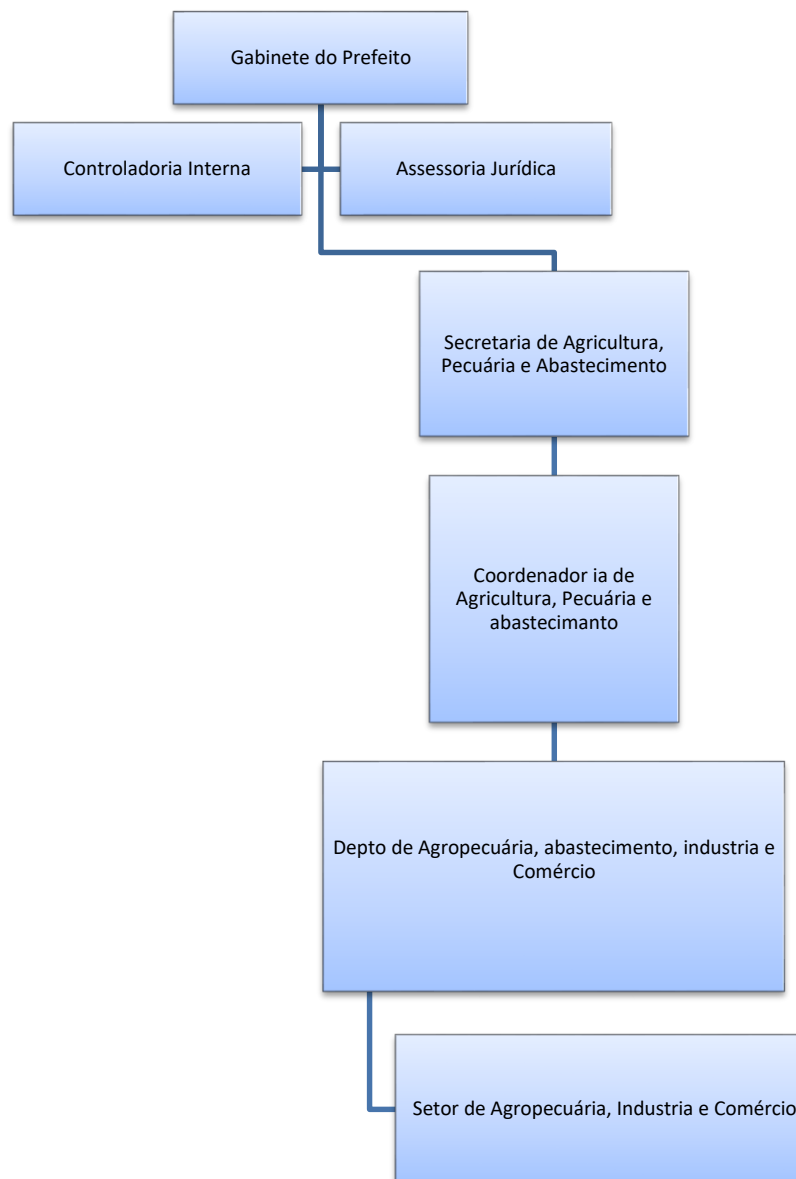 Gabinete do Prefeito
Controladoria Interna
Assessoria Jurídica
Secretaria de Agricultura,
Pecuária e Abastecimento
Coordenador ia de
Agricultura, Pecuária e
abastecimanto
Depto de Agropecuária, abastecimento, industria e
Comércio
Setor de Agropecuária, Industria e Comércio